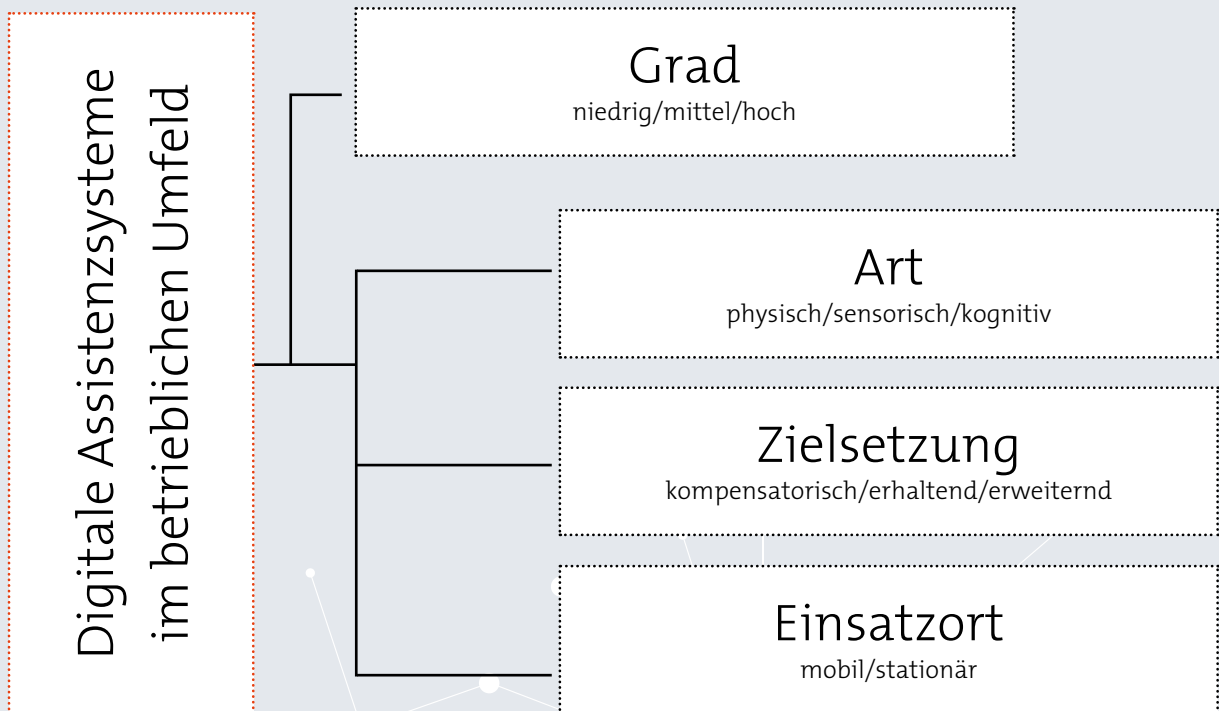 Digitale Assistenzsysteme
im betrieblichen Umfeld
Grad
niedrig/mittel/hoch
Art
physisch/sensorisch/kognitiv
Zielsetzung
kompensatorisch/erhaltend/erweiternd
Einsatzort
mobil/stationär